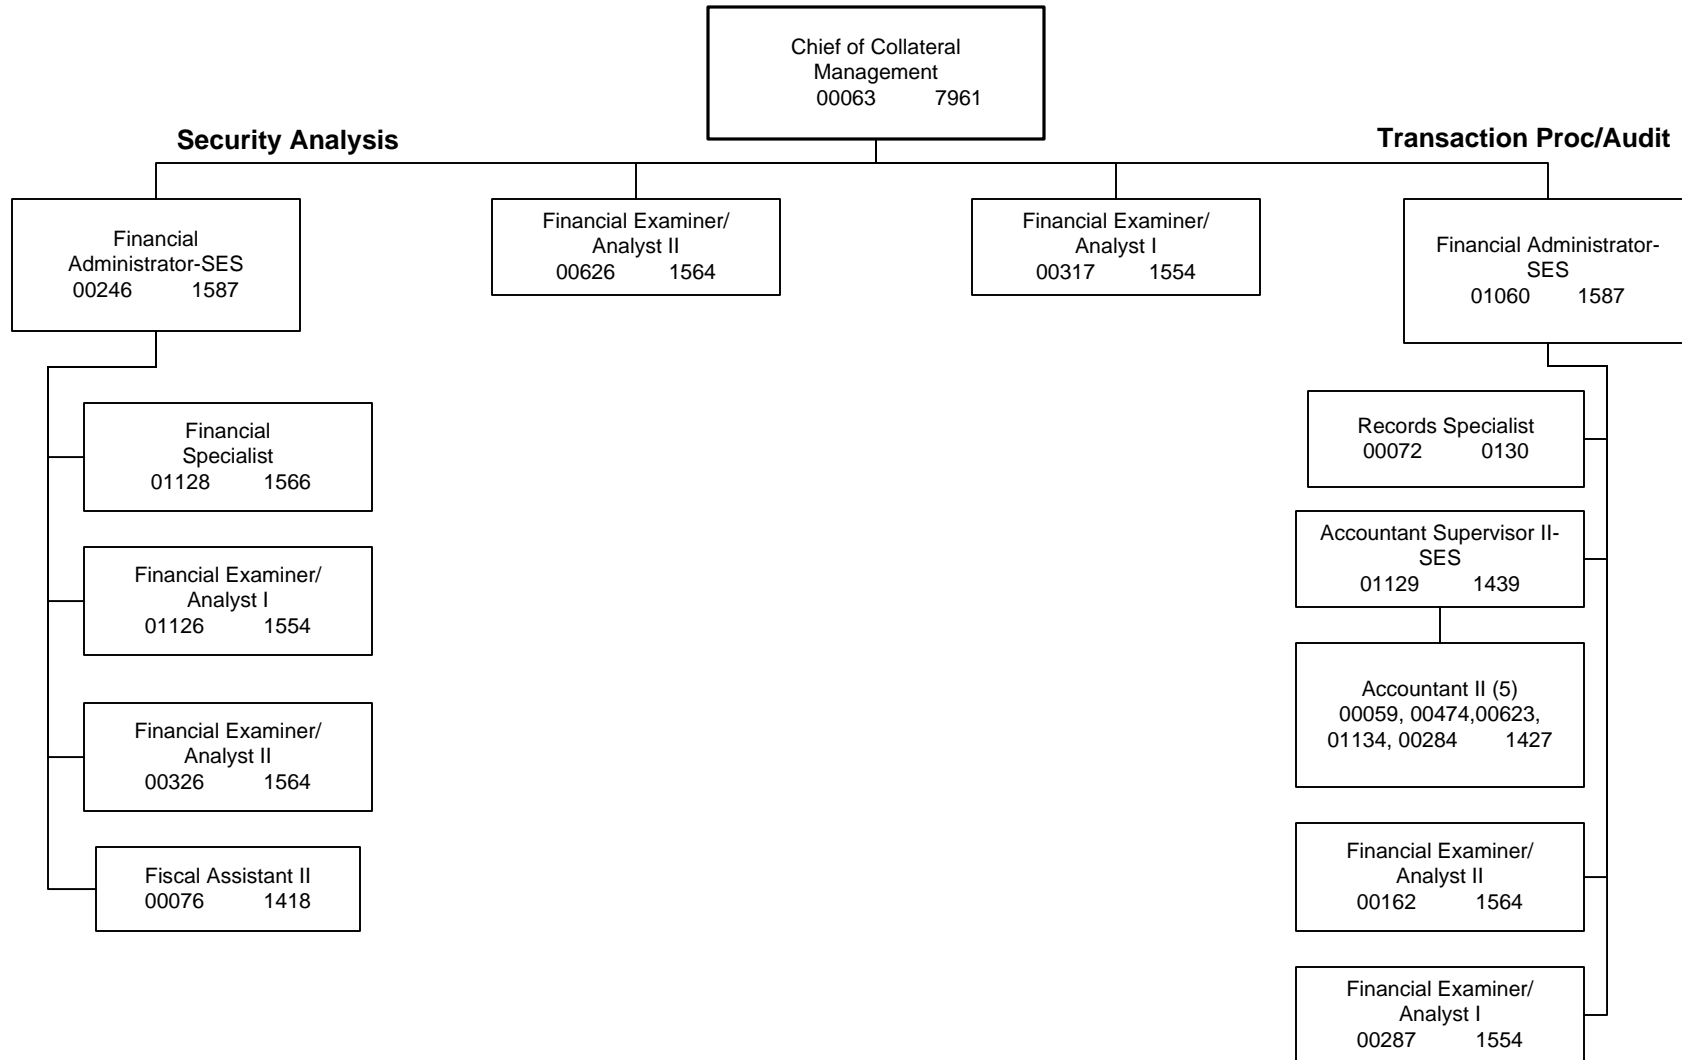 Chief of Collateral
Management
00063 7961
Security Analysis
Transaction Proc/Audit
Financial
Administrator-SES
00246 1587
Financial Examiner/
Analyst II
00626 1564
Financial Examiner/
Analyst I
00317 1554
Financial Administrator-
SES
01060 1587
Financial
Specialist
01128 1566
Financial Examiner/
Analyst I
01126 1554
Financial Examiner/
Analyst II
00326 1564
Fiscal Assistant II
00076 1418
Records Specialist
00072 0130
Accountant Supervisor II-
SES
01129 1439
Accountant II (5)
00059, 00474,00623,
01134, 00284 1427
Financial Examiner/
Analyst II
00162 1564
Financial Examiner/
Analyst I
00287 1554